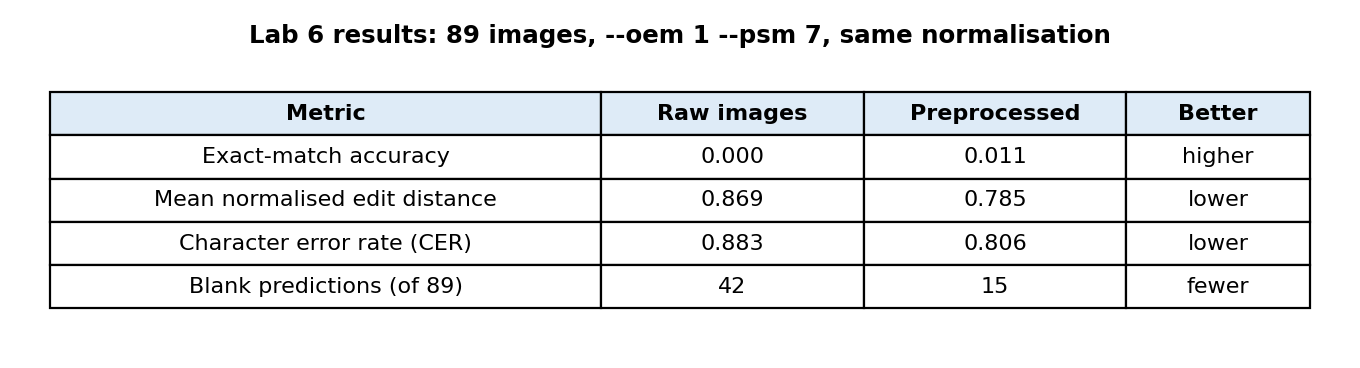 Lab 6 results: 89 images, --oem 1 --psm 7, same normalisation
Metric Raw images Preprocessed Better
Exact-match accuracy 0.000 0.011 higher
Mean normalised edit distance 0.869 0.785 lower
Character error rate (CER) 0.883 0.806 lower
Blank predictions (of 89) 42 15 fewer